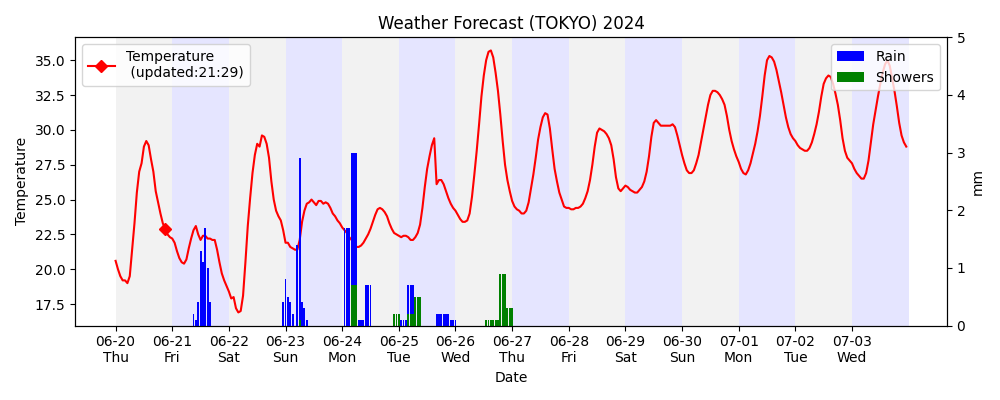 Weather Forecast (TOKYO) 2024
Temperature
(updated:21:29)
Rain
Showers
Temperature
35.0
32.5
30.0
27.5
25.0
22.5
20.0
17.5
5
4
3
2
1
0
mm
06-20 06-21 06-22 06-23 06-24 06-25 06-26 06-27 06-28 06-29 06-30 07-01 07-02 07-03
Thu Fri Sat Sun Mon Tue Wed Thu Fri Sat Sun Mon Tue Wed
Date